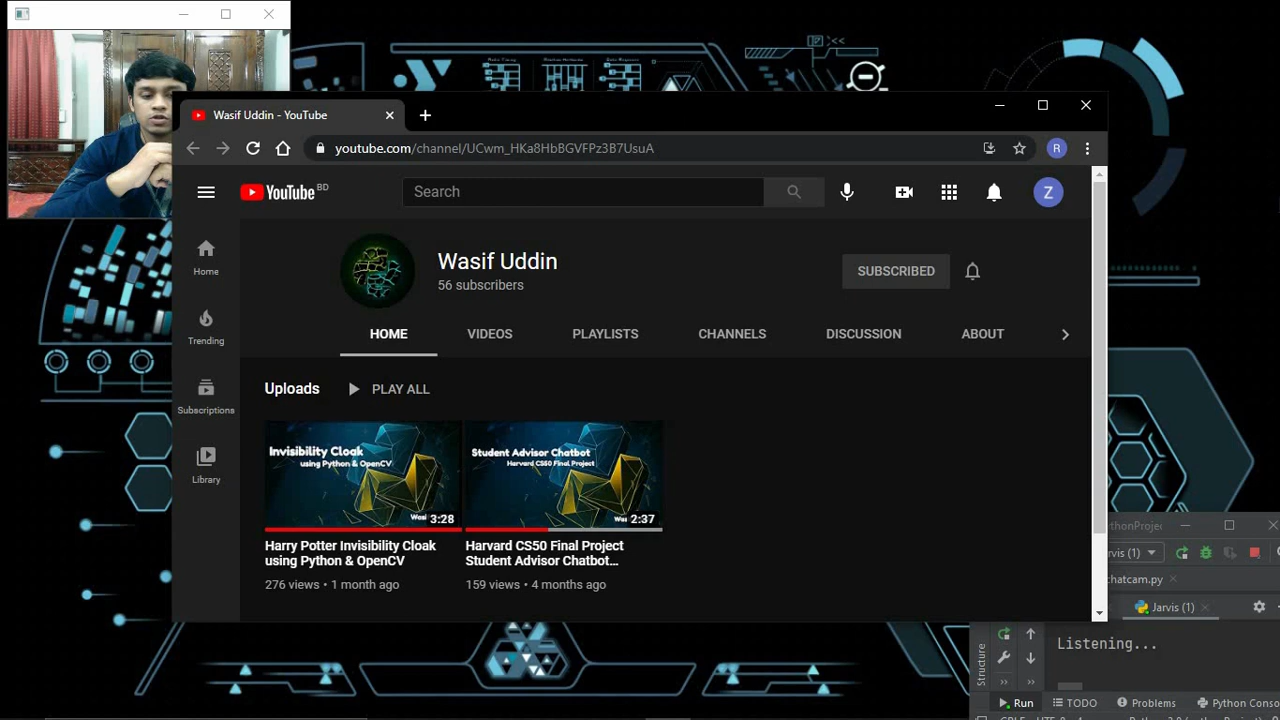 Wasif Uddin - YouTube
youtube.com/channel/UCwm_HKa8HbBGVFPz3B7UsuA
R
YouTube BD
Search
Z
Home
Trending
Subscriptions
Library
Wasif Uddin
56 subscribers
SUBSCRIBED
HOME VIDEOS PLAYLISTS CHANNELS DISCUSSION ABOUT
Uploads PLAY ALL
Invisibility Cloak
using Python & OpenCV
3:28
Harry Potter Invisibility Cloak
using Python & OpenCV
276 views • 1 month ago
Student Advisor Chatbot
Harvard CS50 Final Project
2:37
Harvard CS50 Final Project
Student Advisor Chatbot...
159 views • 4 months ago
ythonProjec
rvis (1)
chatcam.py
Jarvis (1)
Listening...
Structure
Run TODO Problems Python Conso